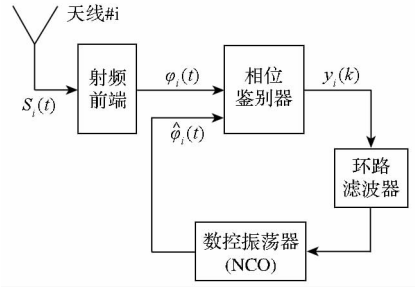 天线#i
射频
前端
S_i(t)
φ_i(t)
φ̂_i(t)
相位
鉴别器
y_i(k)
环路
滤波器
数控振荡器
(NCO)